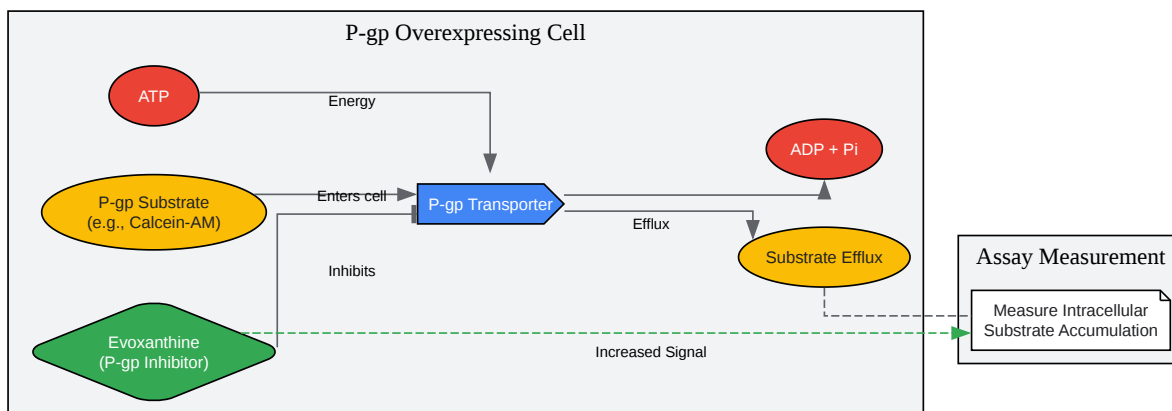 P-gp Overexpressing Cell
ATP
Energy
ADP + Pi
P-gp Substrate
(e.g., Calcein-AM)
Enters cell
P-gp Transporter
Efflux
Substrate Efflux
Inhibits
Evoxanthine
(P-gp Inhibitor)
Increased Signal
Assay Measurement
Measure Intracellular
Substrate Accumulation